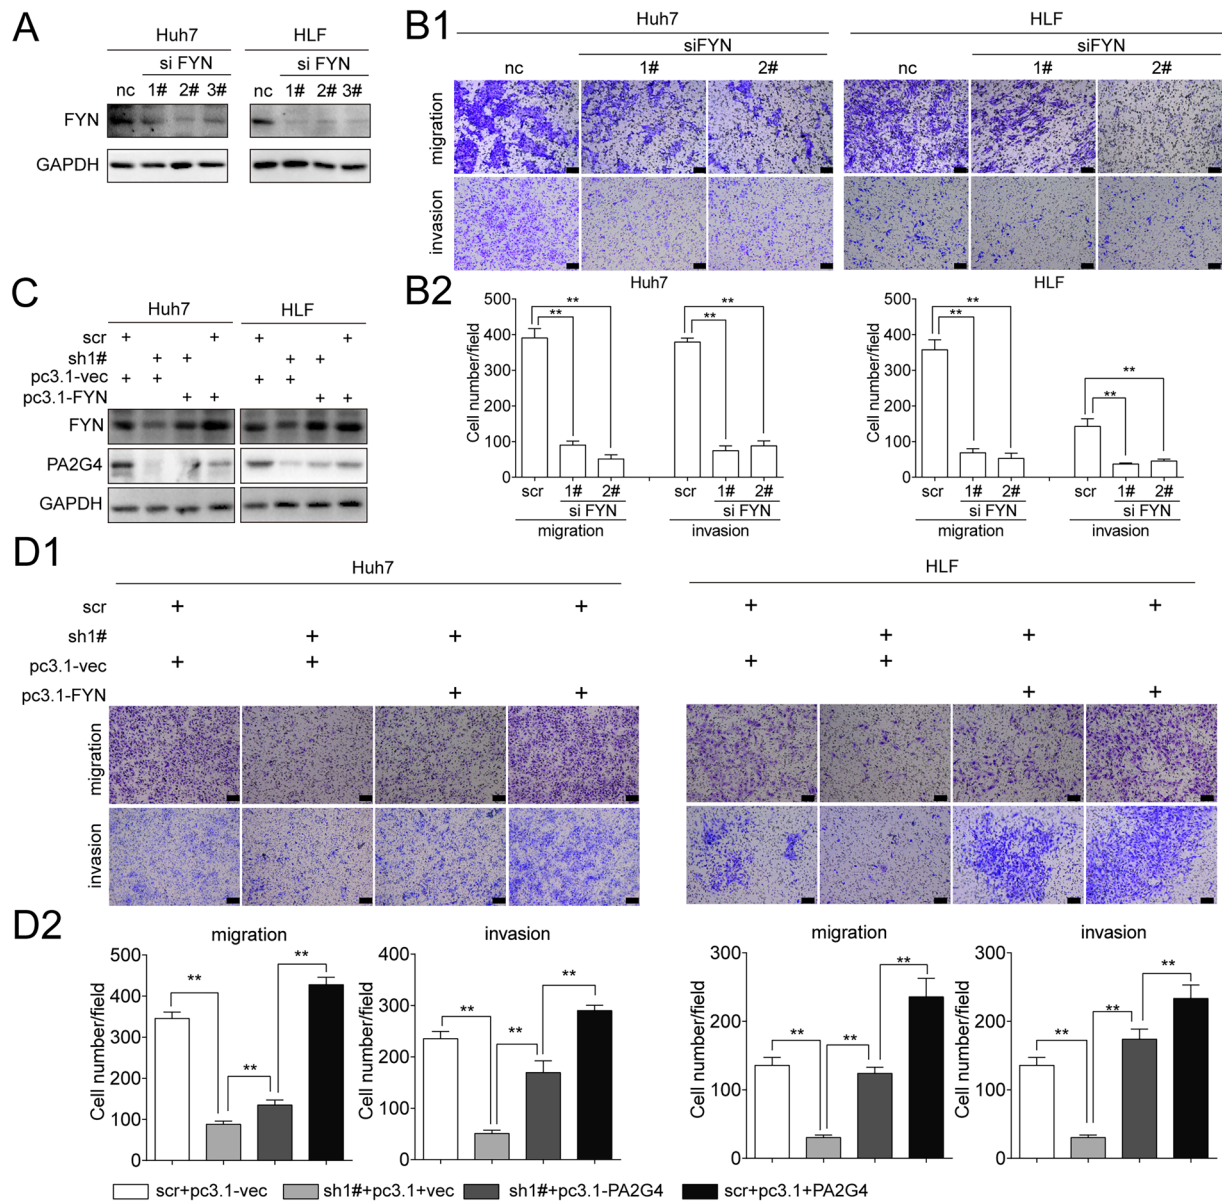 A
Huh7 HLF
si FYN si FYN
nc 1# 2# 3# nc 1# 2# 3#
FYN
GAPDH
B1
Huh7 HLF
siFYN siFYN
nc 1# 2# nc 1# 2#
migration
invasion
C
Huh7 HLF
scr + + + +
sh1# + + + +
pc3.1-vec + + + +
pc3.1-FYN + + + +
FYN
PA2G4
GAPDH
B2
Huh7
500
400
300
200
100
0
Cell number/field
** ** ** **
scr 1# 2# scr 1# 2#
si FYN si FYN
migration invasion
HLF
500
400
300
200
100
0
Cell number/field
** ** ** **
scr 1# 2# scr 1# 2#
si FYN si FYN
migration invasion
D1
Huh7 HLF
scr + + + +
sh1# + + + +
pc3.1-vec + + + +
pc3.1-FYN + + + +
migration migration
invasion invasion
D2
migration
500
400
300
200
100
0
Cell number/field
** ** **
invasion
400
300
200
100
0
Cell number/field
** ** **
migration
300
200
100
0
Cell number/field
** ** **
invasion
300
200
100
0
Cell number/field
** ** **
scr+pc3.1-vec sh1#+pc3.1+vec sh1#+pc3.1-PA2G4 scr+pc3.1+PA2G4